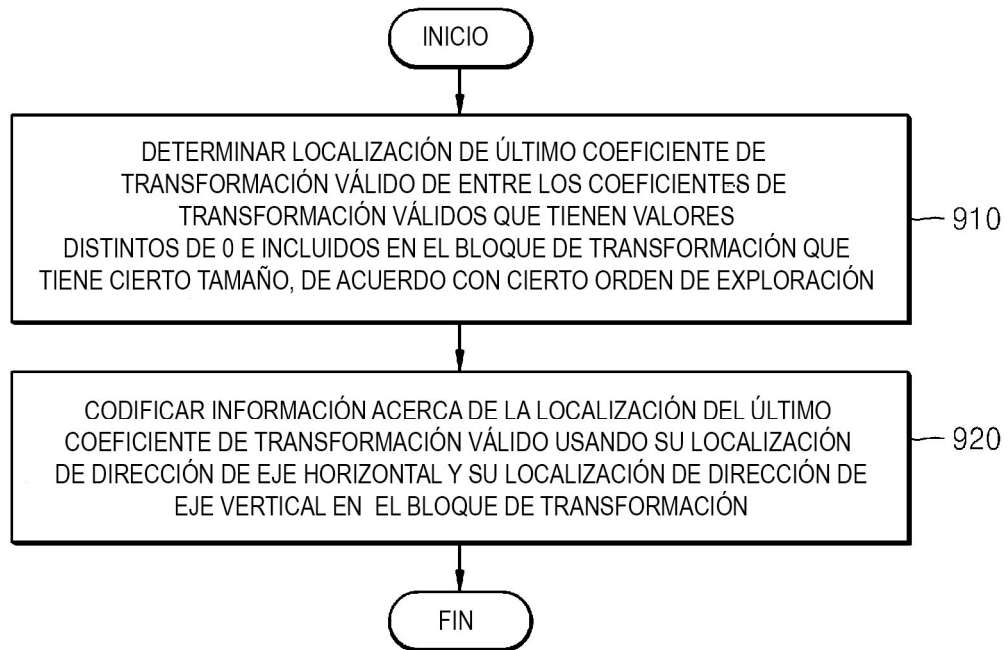 INICIO
DETERMINAR LOCALIZACIÓN DE ÚLTIMO COEFICIENTE DE
TRANSFORMACIÓN VÁLIDO DE ENTRE LOS COEFICIENTES DE
TRANSFORMACIÓN VÁLIDOS QUE TIENEN VALORES
DISTINTOS DE 0 E INCLUIDOS EN EL BLOQUE DE TRANSFORMACIÓN QUE
TIENE CIERTO TAMAÑO, DE ACUERDO CON CIERTO ORDEN DE EXPLORACIÓN
910
CODIFICAR INFORMACIÓN ACERCA DE LA LOCALIZACIÓN DEL ÚLTIMO
COEFICIENTE DE TRANSFORMACIÓN VÁLIDO USANDO SU LOCALIZACIÓN
DE DIRECCIÓN DE EJE HORIZONTAL Y SU LOCALIZACIÓN DE DIRECCIÓN DE
EJE VERTICAL EN EL BLOQUE DE TRANSFORMACIÓN
920
FIN